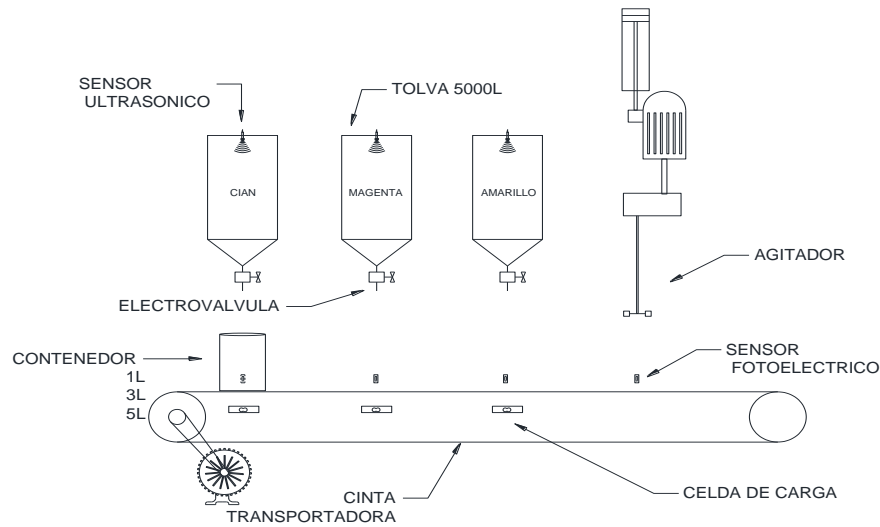 SENSOR
ULTRASONICO
TOLVA 5000L
CIAN
MAGENTA
AMARILLO
AGITADOR
ELECTROVALVULA
CONTENEDOR
1L
3L
5L
SENSOR
FOTOELECTRICO
CINTA
TRANSPORTADORA
CELDA DE CARGA